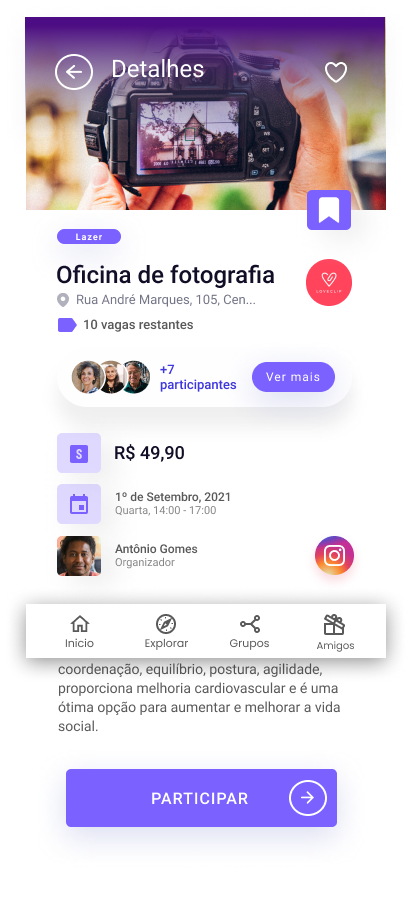 Detalhes
Lazer
Oficina de fotografia
Rua André Marques, 105, Cen...
LOVECLIP
10 vagas restantes
+7
participantes
Ver mais
S
R$ 49,90
1º de Setembro, 2021
Quarta, 14:00 - 17:00
Antônio Gomes
Organizador
Início
Explorar
Grupos
Amigos
coordenação, equilíbrio, postura, agilidade,
proporciona melhoria cardiovascular e é uma
ótima opção para aumentar e melhorar a vida
social.
PARTICIPAR